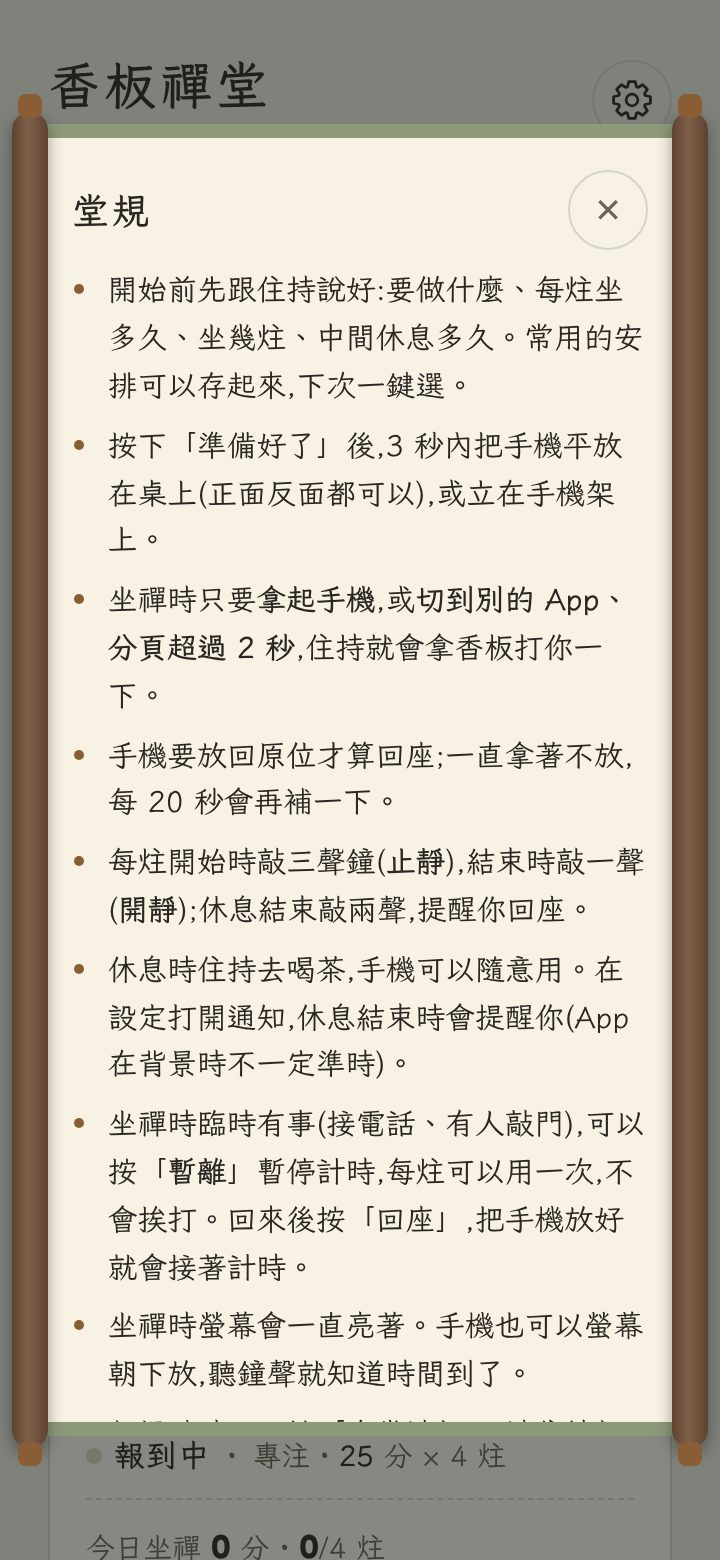 香板禪堂
堂規
開始前先跟住持說好:要做什麼、每炷坐
多久、坐幾炷、中間休息多久。常用的安
排可以存起來,下次一鍵選。
按下「準備好了」後,3 秒內把手機平放
在桌上(正面反面都可以),或立在手機架
上。
坐禪時只要拿起手機,或切到別的 App、
分頁超過 2 秒,住持就會拿香板打你一
下。
手機要放回原位才算回座;一直拿著不放,
每 20 秒會再補一下。
每炷開始時敲三聲鐘(止靜),結束時敲一聲
(開靜);休息結束敲兩聲,提醒你回座。
休息時住持去喝茶,手機可以隨意用。在
設定打開通知,休息結束時會提醒你(App
在背景時不一定準時)。
坐禪時臨時有事(接電話、有人敲門),可以
按「暫離」暫停計時,每炷可以用一次,不
會挨打。回來後按「回座」,把手機放好
就會接著計時。
坐禪時螢幕會一直亮著。手機也可以螢幕
朝下放,聽鐘聲就知道時間到了。
報到中 · 專注 · 25 分 × 4 炷
今日坐禪 0 分 · 0/4 炷